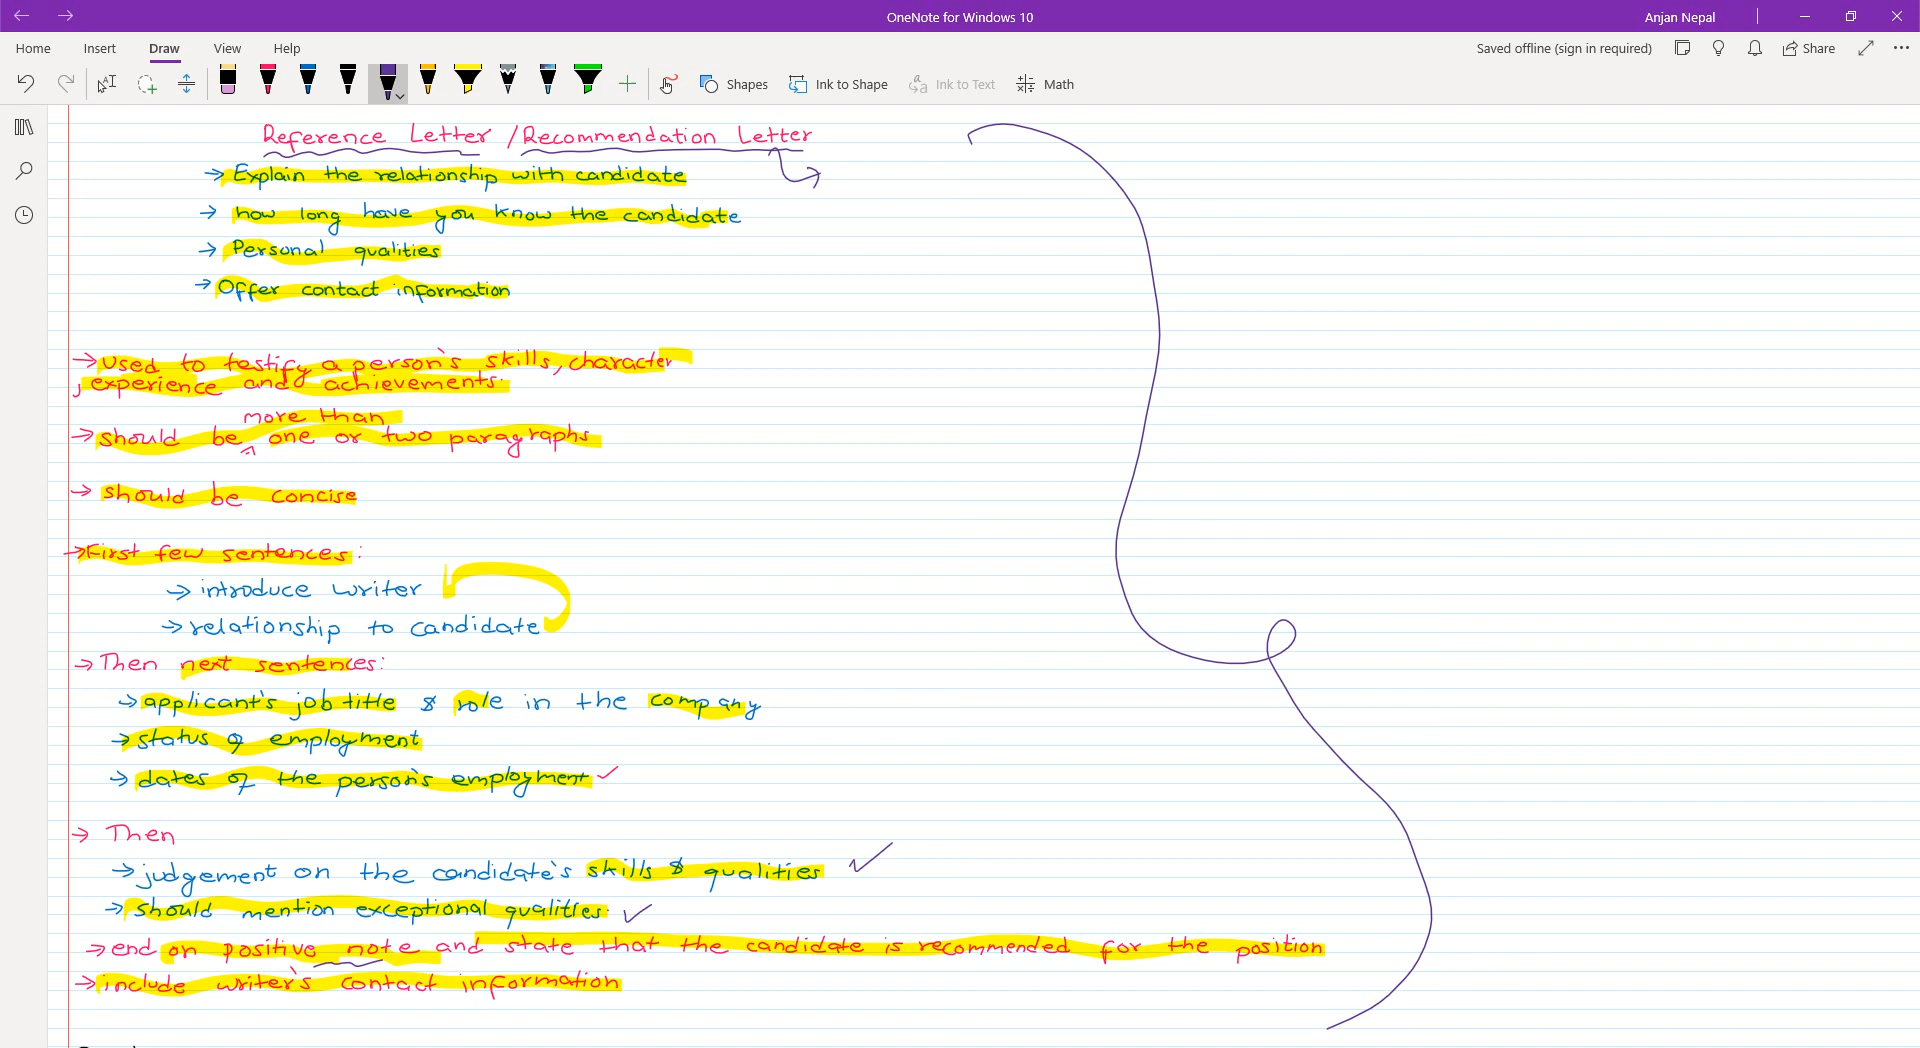 OneNote for Windows 10
Anjan Nepal
Home Insert Draw View Help
Saved offline (sign in required) Share
Shapes Ink to Shape Ink to Text Math
Reference Letter / Recommendation Letter
→ Explain the relationship with candidate
→ how long have you know the candidate
→ Personal qualities
→ Offer contact information
→ Used to testify a person's skills, character
, experience and achievements.
more than
→ should be ^ one or two paragraphs
→ should be concise
→ First few sentences:
→ introduce writer
→ relationship to candidate
→ Then next sentences:
→ applicant's job title & role in the company
→ status of employment
→ dates of the person's employment ✓
→ Then
→ judgement on the candidate's skills & qualities ✓
→ should mention exceptional qualities. ✓
→ end on positive note and state that the candidate is recommended for the position
→ include writer's contact information